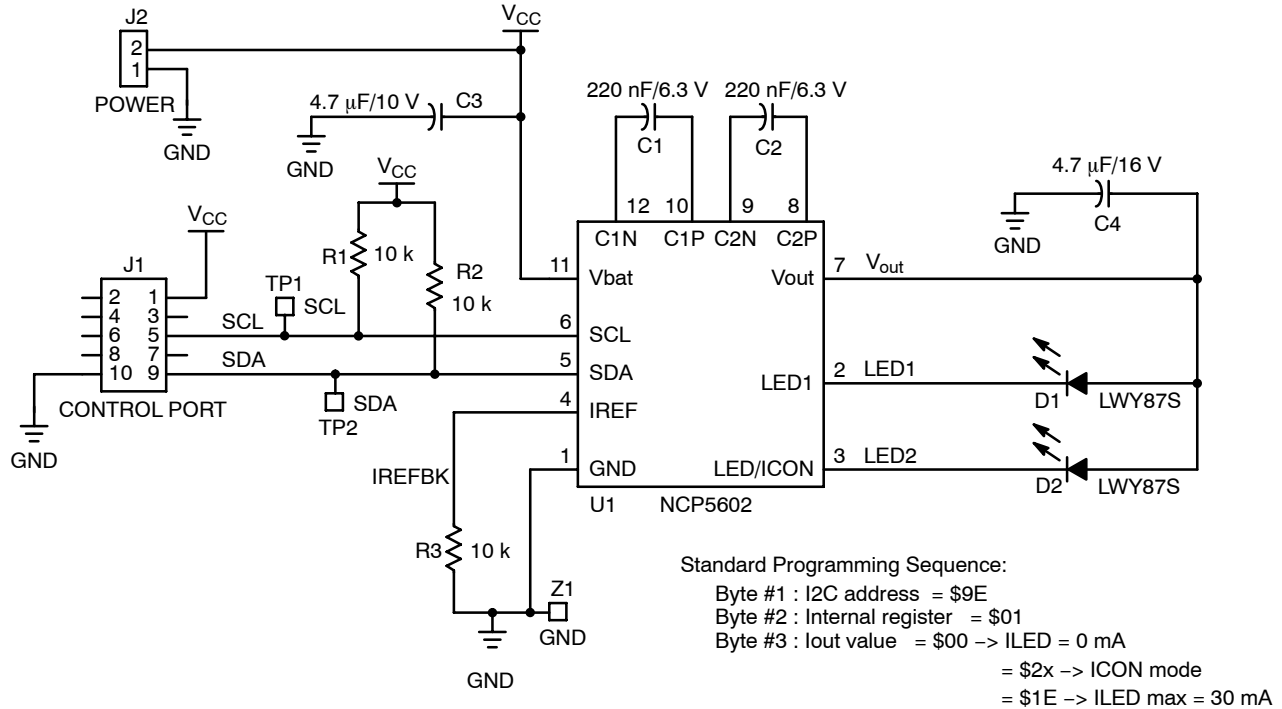 J2
2
1
POWER
GND
VCC
4.7 μF/10 V
C3
GND
220 nF/6.3 V
C1
220 nF/6.3 V
C2
4.7 μF/16 V
C4
GND
VCC
R1
10 k
R2
10 k
VCC
J1
2
1
4
3
6
5
8
7
10
9
CONTROL PORT
GND
TP1
SCL
SCL
SDA
SDA
TP2
12
10
9
8
C1N
C1P
C2N
C2P
11
Vbat
6
SCL
5
SDA
4
IREF
1
GND
Vout
7
Vout
LED1
2
LED1
LED/ICON
3
LED2
U1
NCP5602
D1
LWY87S
D2
LWY87S
IREFBK
R3
10 k
Z1
GND
GND
Standard Programming Sequence:
Byte #1 : I2C address = $9E
Byte #2 : Internal register = $01
Byte #3 : Iout value = $00 −> ILED = 0 mA
= $2x −> ICON mode
= $1E −> ILED max = 30 mA